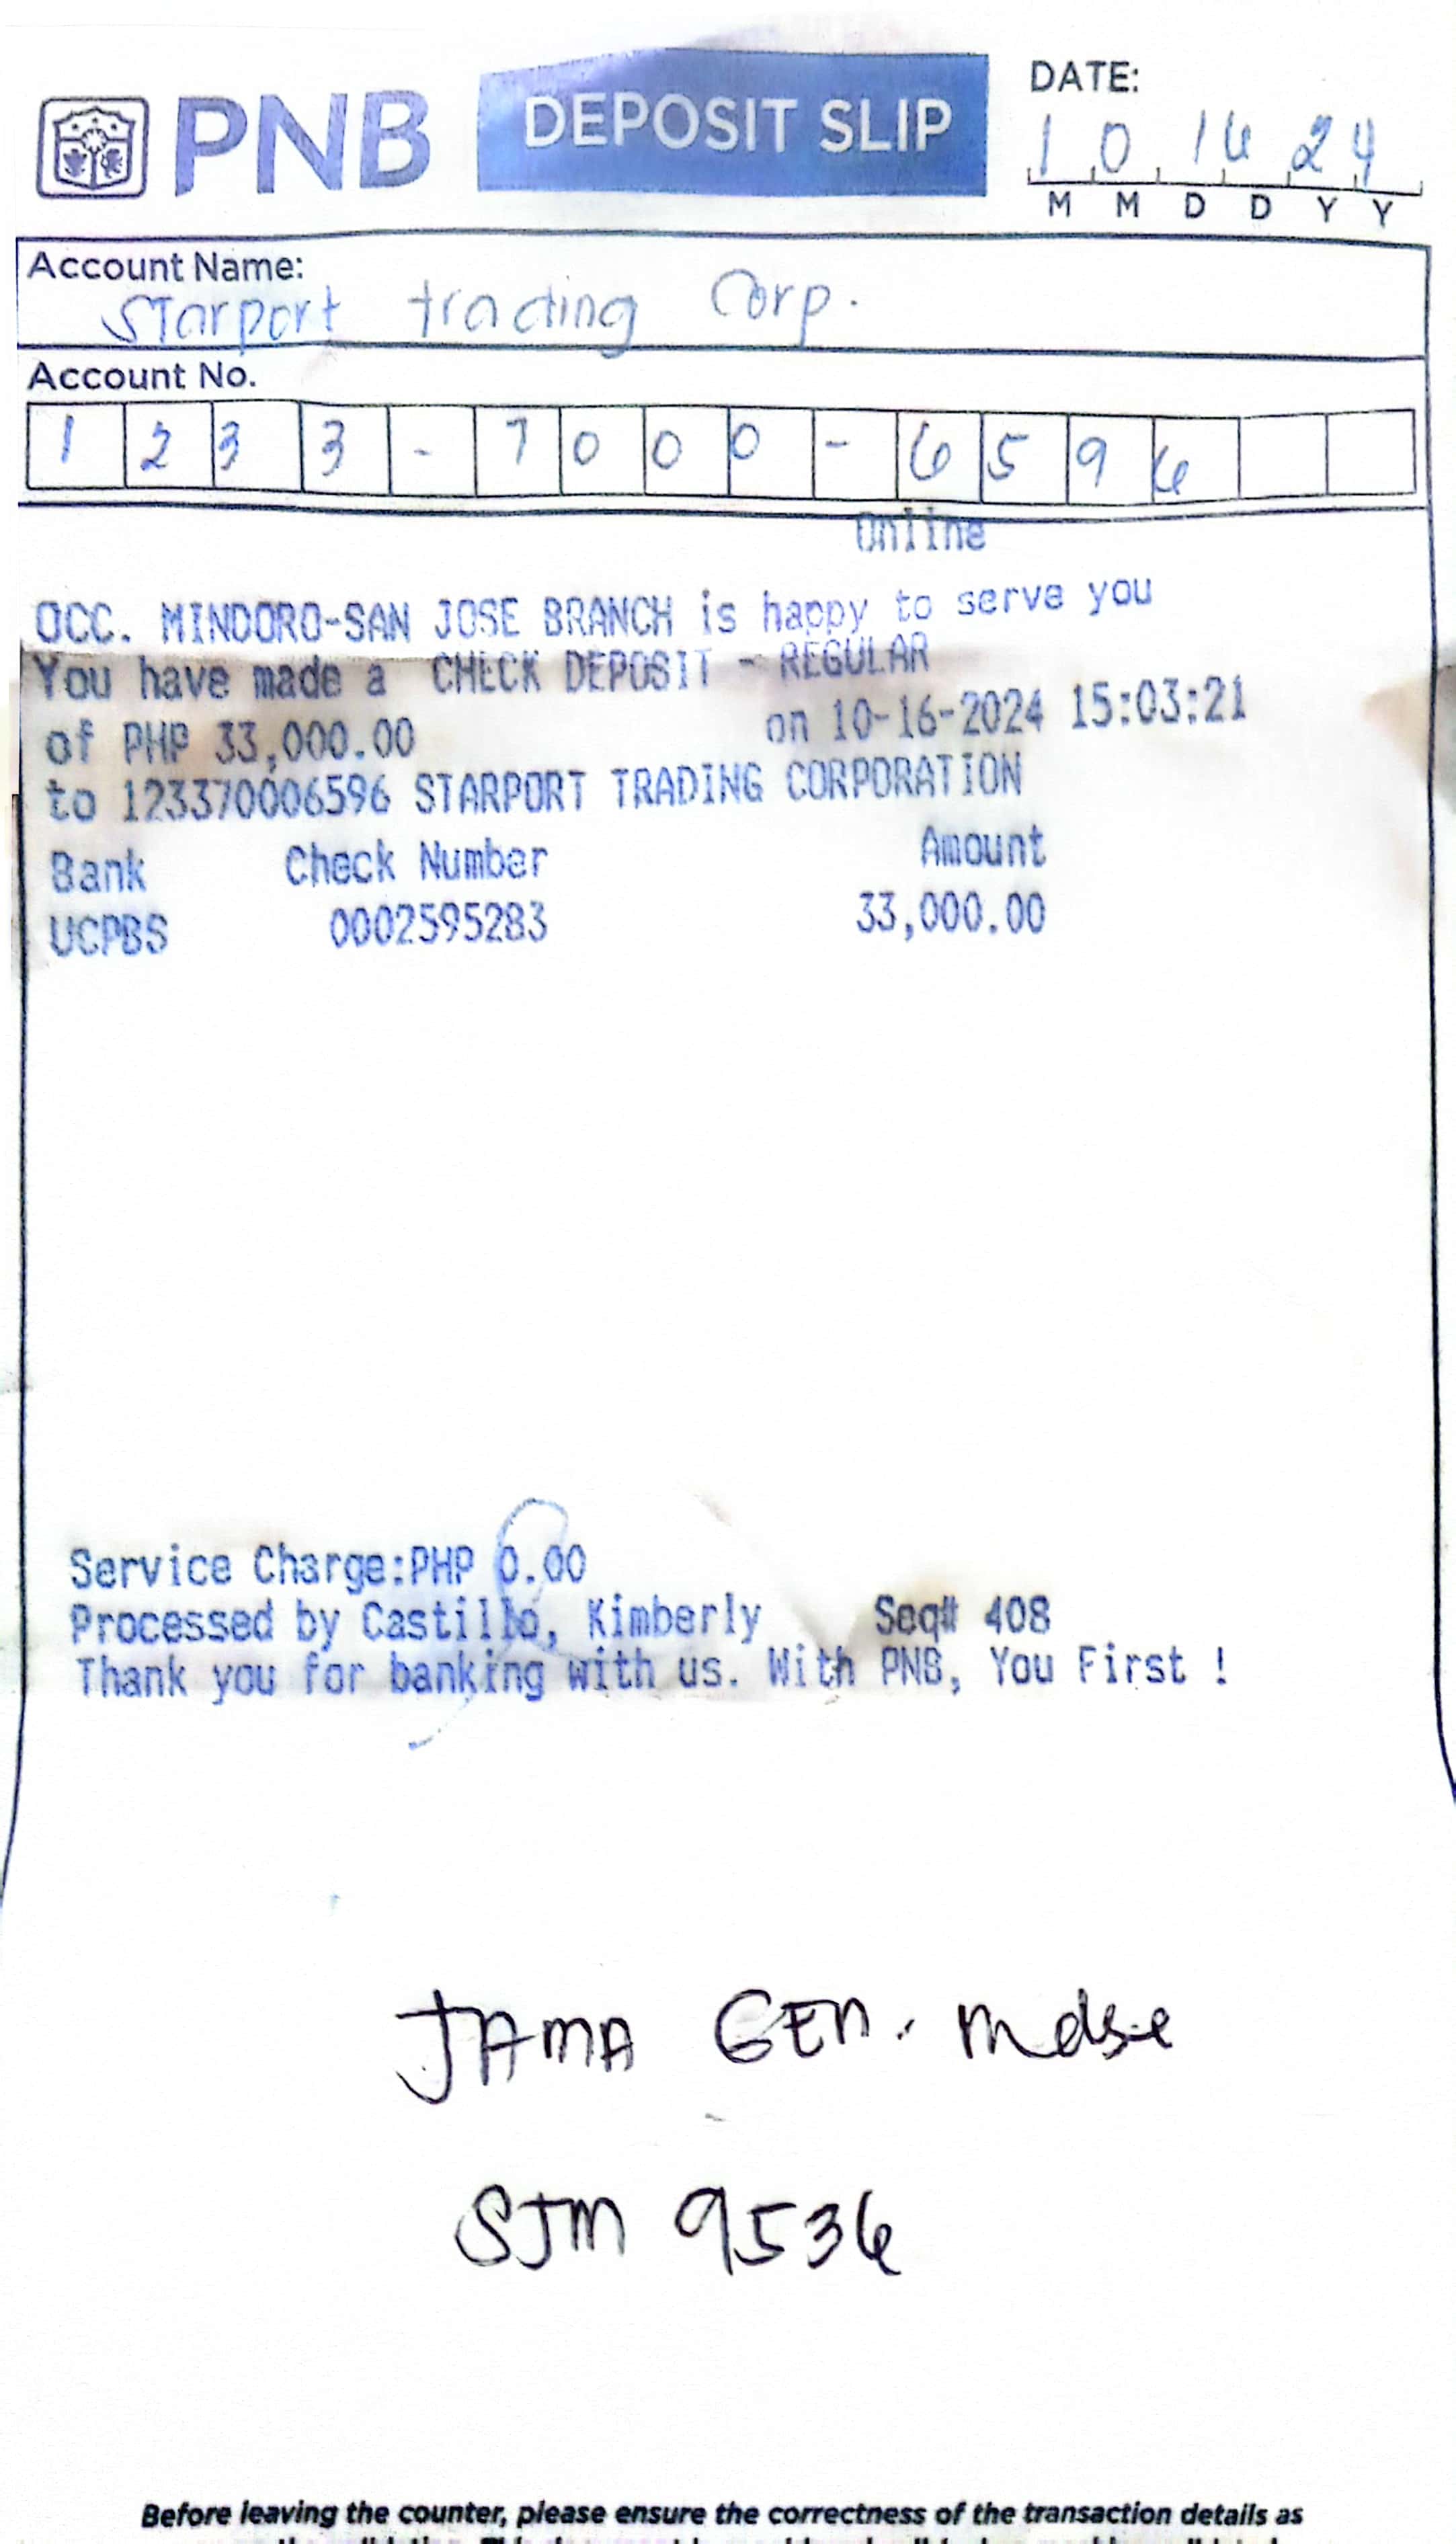 PNB DEPOSIT SLIP
DATE:
1 0 16 24
M M D D Y Y
Account Name:
Starport trading Corp.
Account No.
1 2 3 3 - 7 0 0 0 - 6 5 9 6
Online
OCC. MINDORO-SAN JOSE BRANCH is happy to serve you
You have made a CHECK DEPOSIT - REGULAR
of PHP 33,000.00 on 10-16-2024 15:03:21
to 123370006596 STARPORT TRADING CORPORATION
Bank Check Number Amount
UCPBS 0002595283 33,000.00
Service Charge:PHP 0.00
Processed by Castillo, Kimberly Seq# 408
Thank you for banking with us. With PNB, You First !
JAMA GEN. Mdse
SJM 9536
Before leaving the counter, please ensure the correctness of the transaction details as